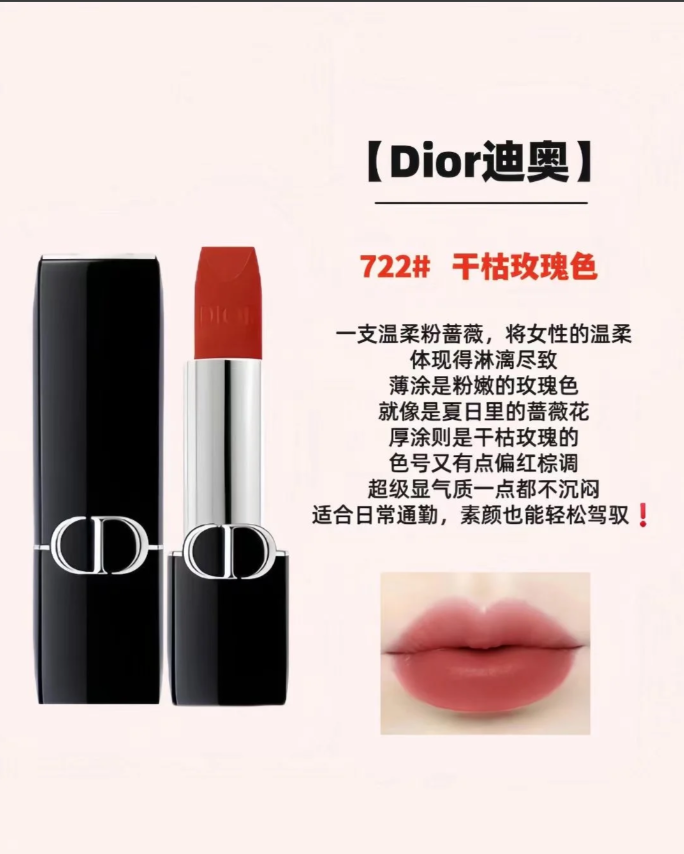 【Dior迪奥】
722# 干枯玫瑰色
一支温柔粉蔷薇，将女性的温柔
体现得淋漓尽致
薄涂是粉嫩的玫瑰色
就像是夏日里的蔷薇花
厚涂则是干枯玫瑰的
色号又有点偏红棕调
超级显气质一点都不沉闷
适合日常通勤，素颜也能轻松驾驭❗
DIOR
CD
CD